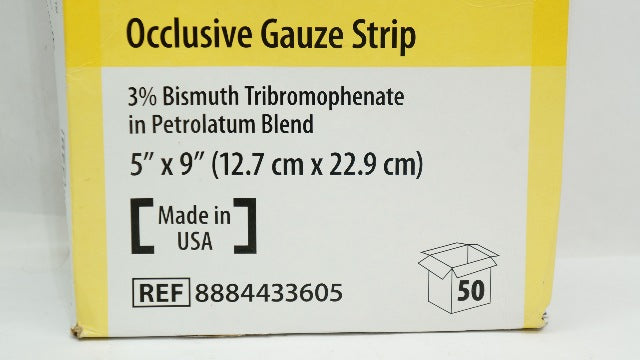 Occlusive Gauze Strip
3% Bismuth Tribromophenate
in Petrolatum Blend
5” x 9” (12.7 cm x 22.9 cm)
Made in
USA
REF 8884433605
50